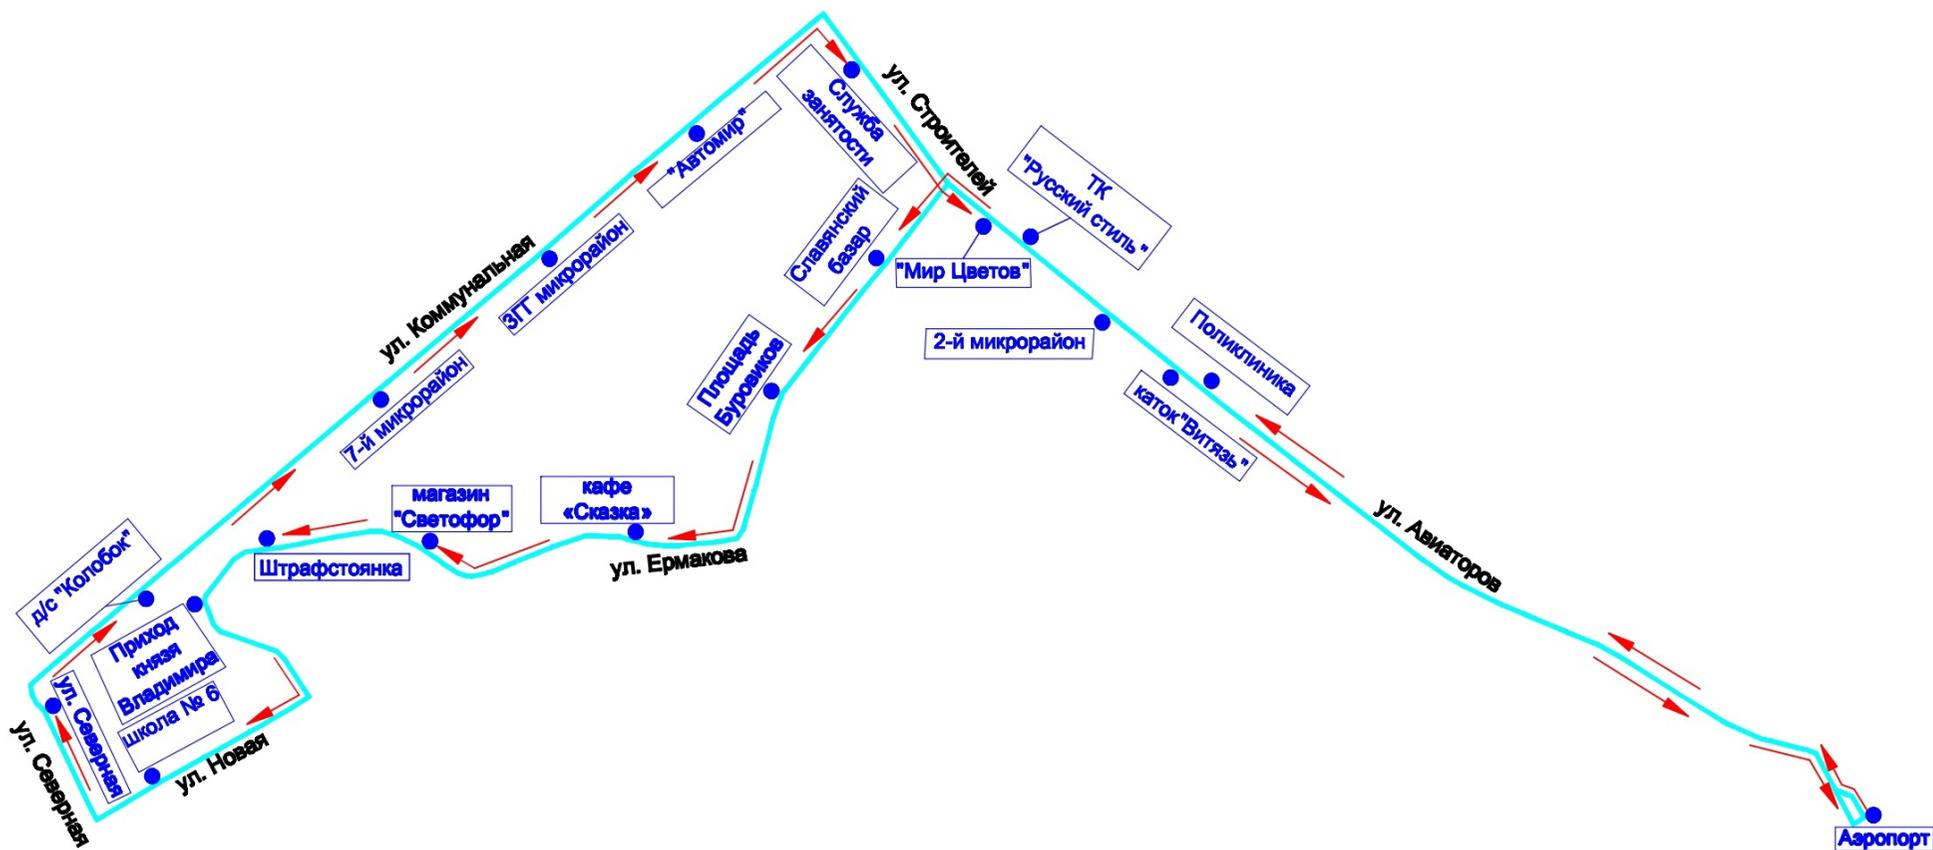 ул. Строителей
Служба
занятости
"Автомир"
ТК
"Русский стиль"
Славянский
базар
"Мир Цветов"
ул. Коммунальная
3ГГ микрорайон
2-й микрорайон
Поликлиника
Площадь
Буровиков
каток"Витязь"
7-й микрорайон
магазин
"Светофор"
кафе
«Сказка»
ул. Ермакова
ул. Авиаторов
Штрафстоянка
д/с "Колобок"
Приход
князя
Владимира
школа № 6
ул. Северная
ул. Северная
ул. Новая
Аэропорт